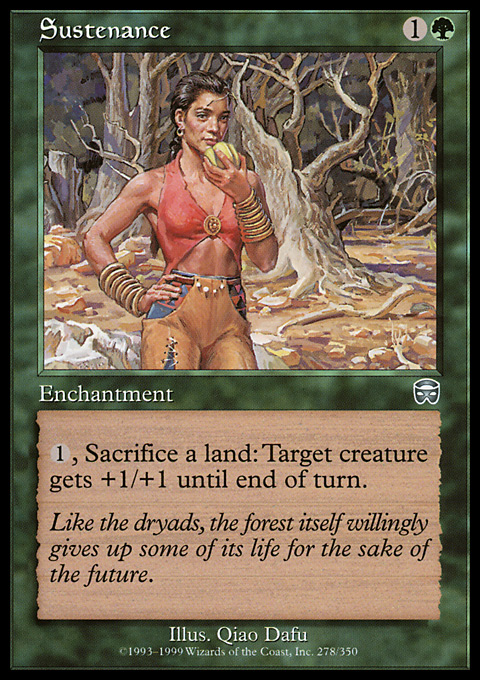 Sustenance 1
Enchantment
1, Sacrifice a land: Target creature
gets +1/+1 until end of turn.
Like the dryads, the forest itself willingly
gives up some of its life for the sake of
the future.
Illus. Qiao Dafu
©1993–1999 Wizards of the Coast, Inc. 278/350